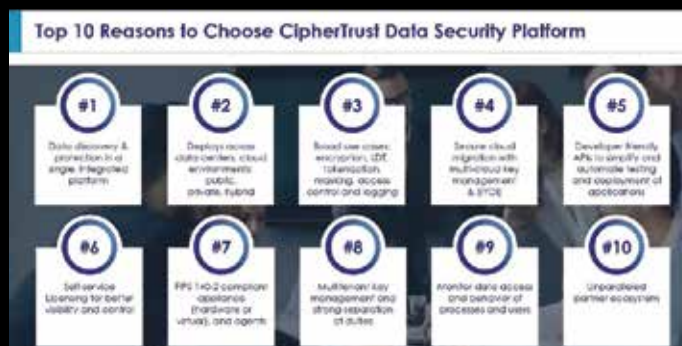 Top 10 Reasons to Choose CipherTrust Data Security Platform
#1
#2
#3
#4
#5
Data discovery &
protection in a
single integrated
platform
Deploys across
data centers, cloud
environments:
public,
private, hybrid
Broad use cases:
encryption, LDT,
tokenization,
masking, access
control and logging
Secure cloud
migration with
multi-cloud key
management
& BYOE
Developer friendly
APIs to simplify and
automate testing
and deployment of
applications
#6
#7
#8
#9
#10
Self-service
Licensing for better
visibility and control
FIPS 140-2 compliant
appliance
(hardware or
virtual), and agents
Multitenant key
management and
strong separation
of duties
Monitor data access
and behavior of
processes and users
Unparalleled
partner ecosystem